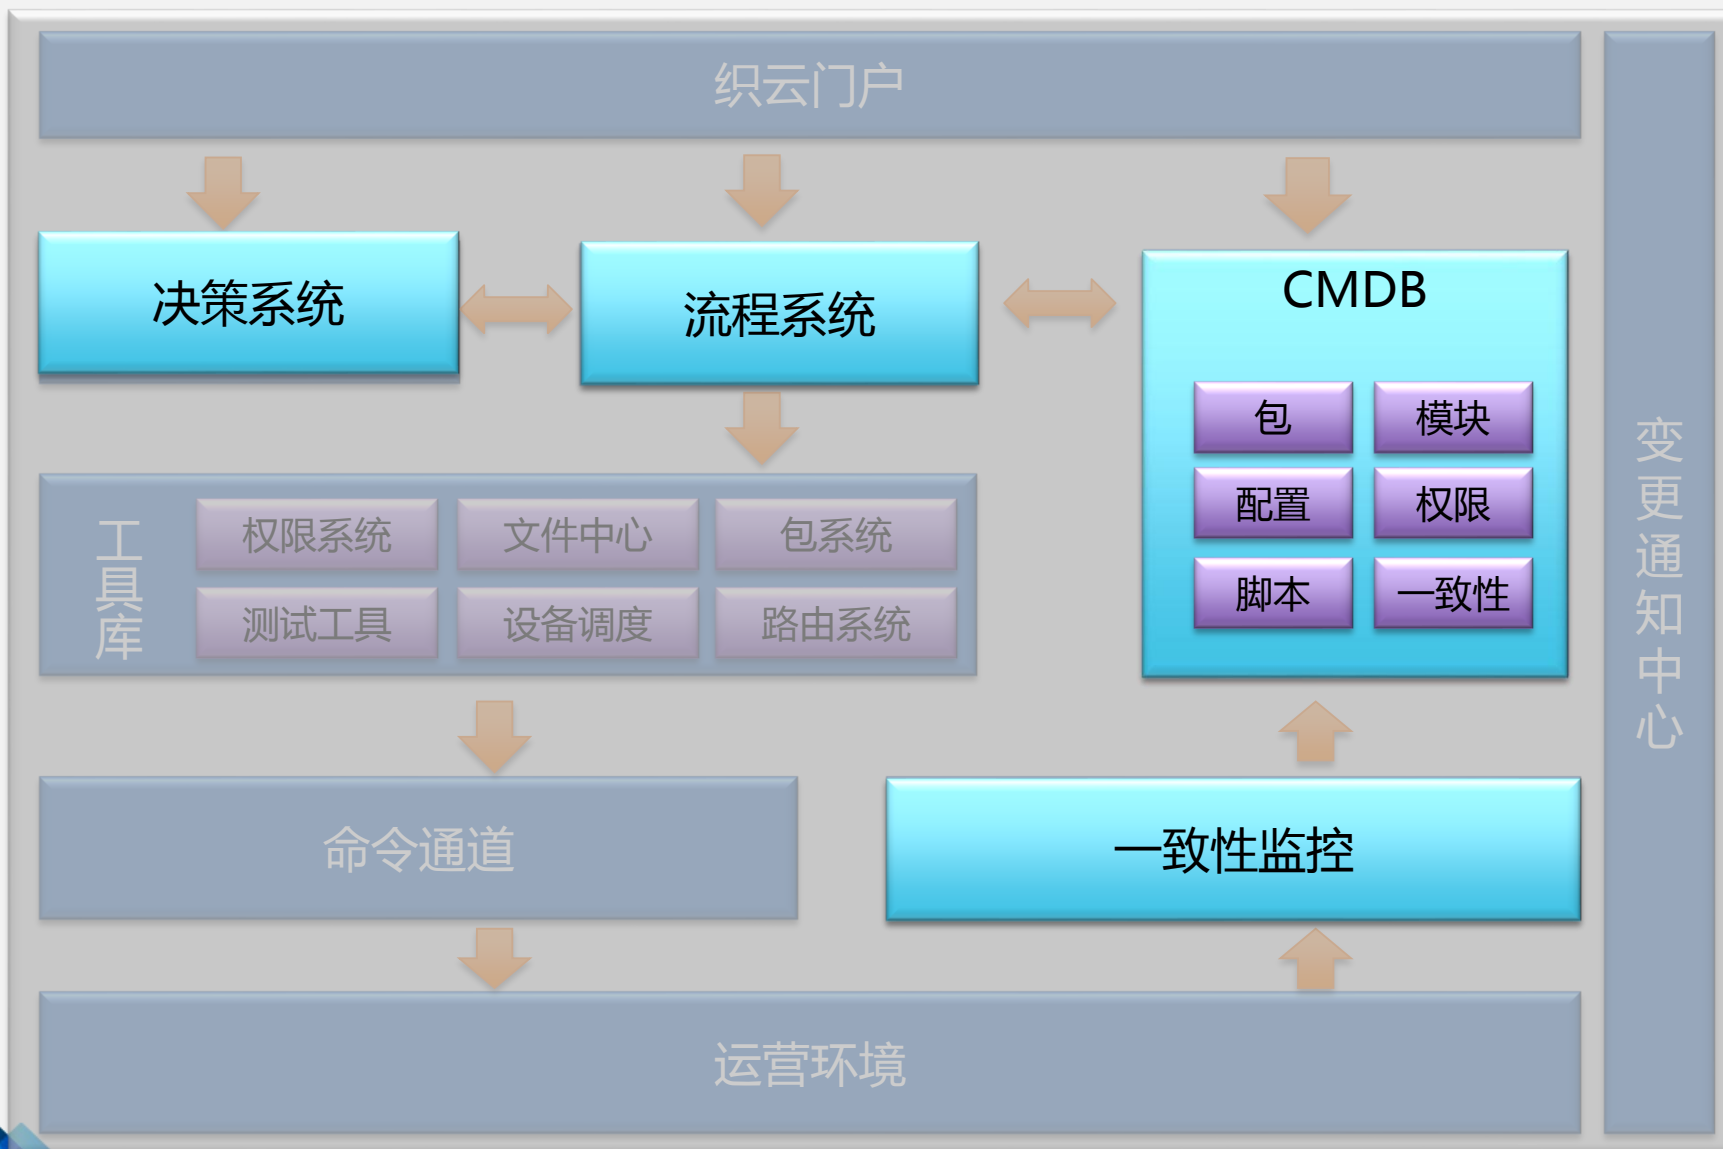 织云门户
决策系统
流程系统
CMDB
包
模块
配置
权限
脚本
一致性
工具库
权限系统
文件中心
包系统
测试工具
设备调度
路由系统
命令通道
一致性监控
运营环境
变更通知中心